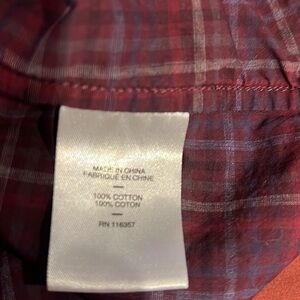 MADE IN CHINA
FABRIQUÉ EN CHINE
100% COTTON
100% COTON
RN 116357